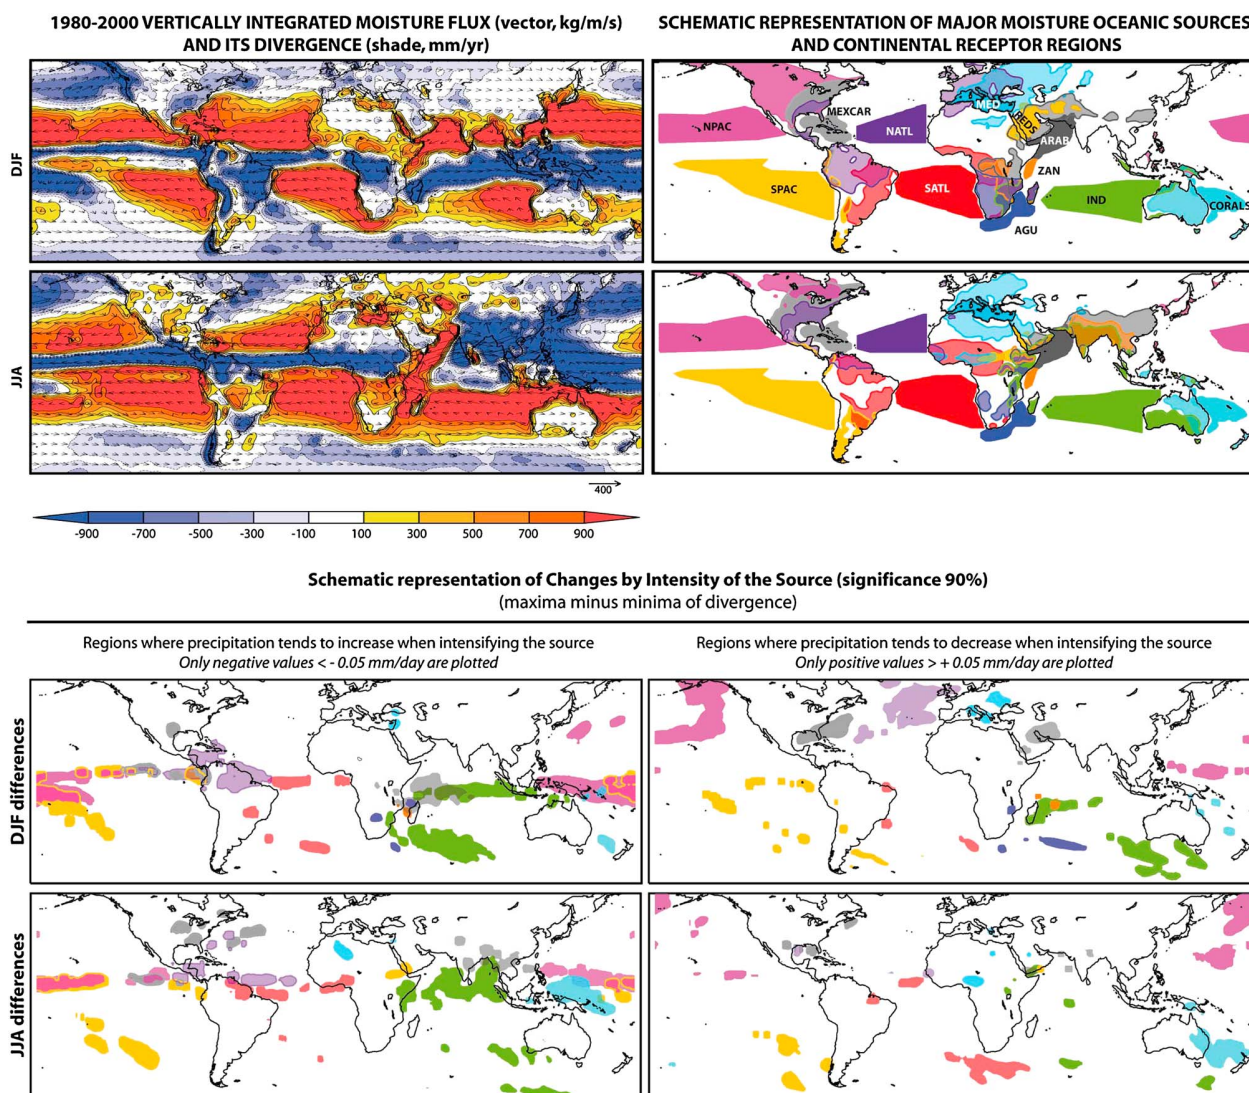 1980-2000 VERTICALLY INTEGRATED MOISTURE FLUX (vector, kg/m/s)
AND ITS DIVERGENCE (shade, mm/yr)
SCHEMATIC REPRESENTATION OF MAJOR MOISTURE OCEANIC SOURCES
AND CONTINENTAL RECEPTOR REGIONS
DJF
NPAC
MEXCAR
NATL
MED
REDS
ARAB
ZAN
SPAC
SATL
IND
CORALS
AGU
JJA
400
-900 -700 -500 -300 -100 100 300 500 700 900
Schematic representation of Changes by Intensity of the Source (significance 90%)
(maxima minus minima of divergence)
Regions where precipitation tends to increase when intensifying the source
Only negative values < - 0.05 mm/day are plotted
Regions where precipitation tends to decrease when intensifying the source
Only positive values > + 0.05 mm/day are plotted
DJF differences
JJA differences